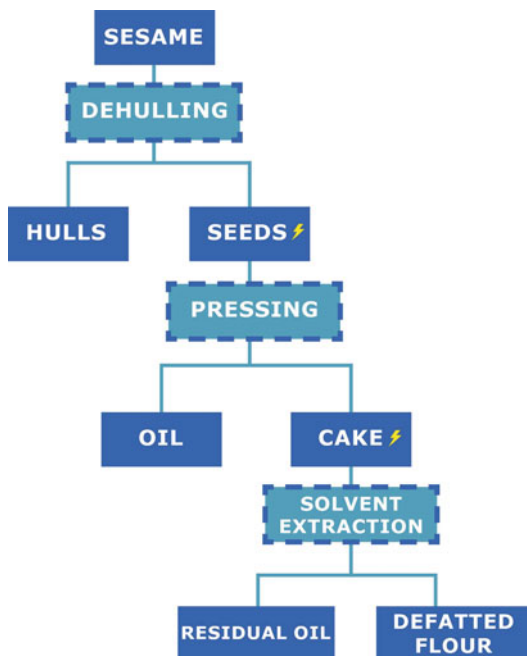 SESAME
DEHULLING
HULLS
SEEDS
PRESSING
OIL
CAKE
SOLVENT
EXTRACTION
RESIDUAL OIL
DEFATTED
FLOUR